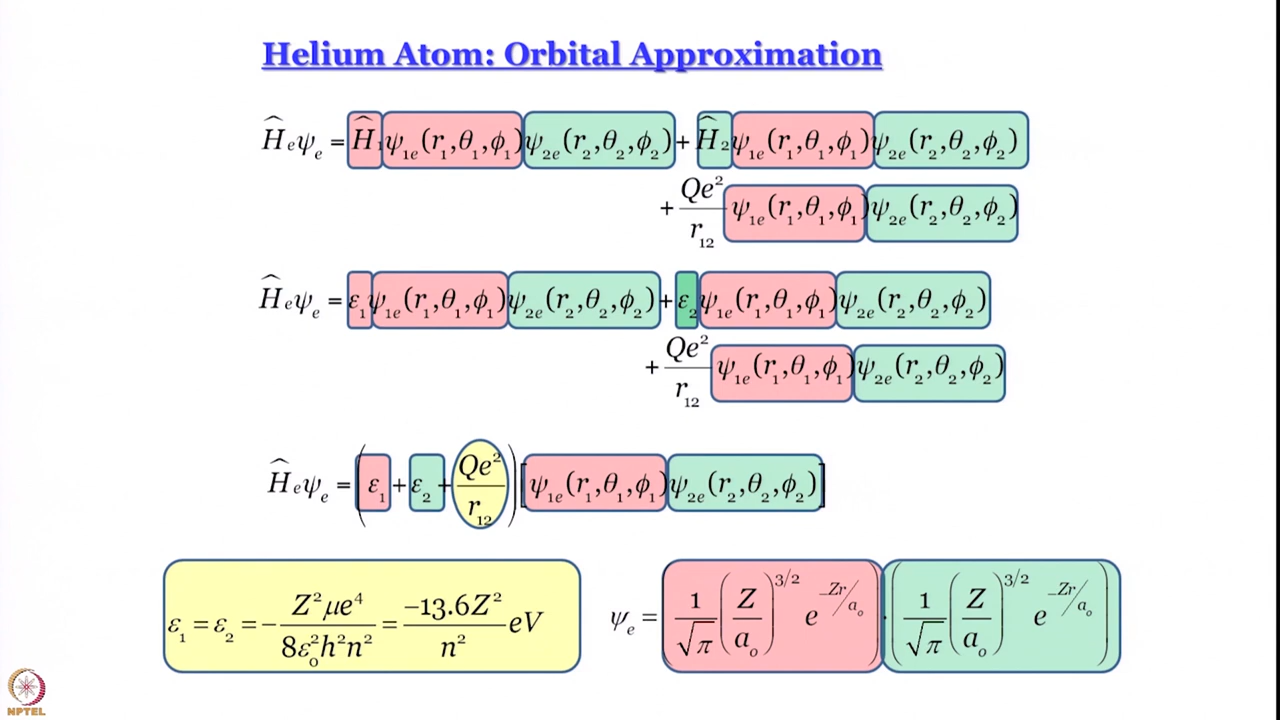 Helium Atom: Orbital Approximation
Ĥₑψₑ = Ĥ₁ψ₁ₑ(r₁,θ₁,ϕ₁)ψ₂ₑ(r₂,θ₂,ϕ₂) + Ĥ₂ψ₁ₑ(r₁,θ₁,ϕ₁)ψ₂ₑ(r₂,θ₂,ϕ₂)
+ Qe²/r₁₂ ψ₁ₑ(r₁,θ₁,ϕ₁)ψ₂ₑ(r₂,θ₂,ϕ₂)
Ĥₑψₑ = ε₁ψ₁ₑ(r₁,θ₁,ϕ₁)ψ₂ₑ(r₂,θ₂,ϕ₂) + ε₂ψ₁ₑ(r₁,θ₁,ϕ₁)ψ₂ₑ(r₂,θ₂,ϕ₂)
+ Qe²/r₁₂ ψ₁ₑ(r₁,θ₁,ϕ₁)ψ₂ₑ(r₂,θ₂,ϕ₂)
Ĥₑψₑ = (ε₁ + ε₂ + Qe²/r₁₂)[ψ₁ₑ(r₁,θ₁,ϕ₁)ψ₂ₑ(r₂,θ₂,ϕ₂)]
ε₁ = ε₂ = − Z²μe⁴/8ε₀²h²n² = −13.6Z²/n² eV
ψₑ = (1/√π (Z/a₀)^3/2 e^−Zr/a₀) · (1/√π (Z/a₀)^3/2 e^−Zr/a₀)
NPTEL